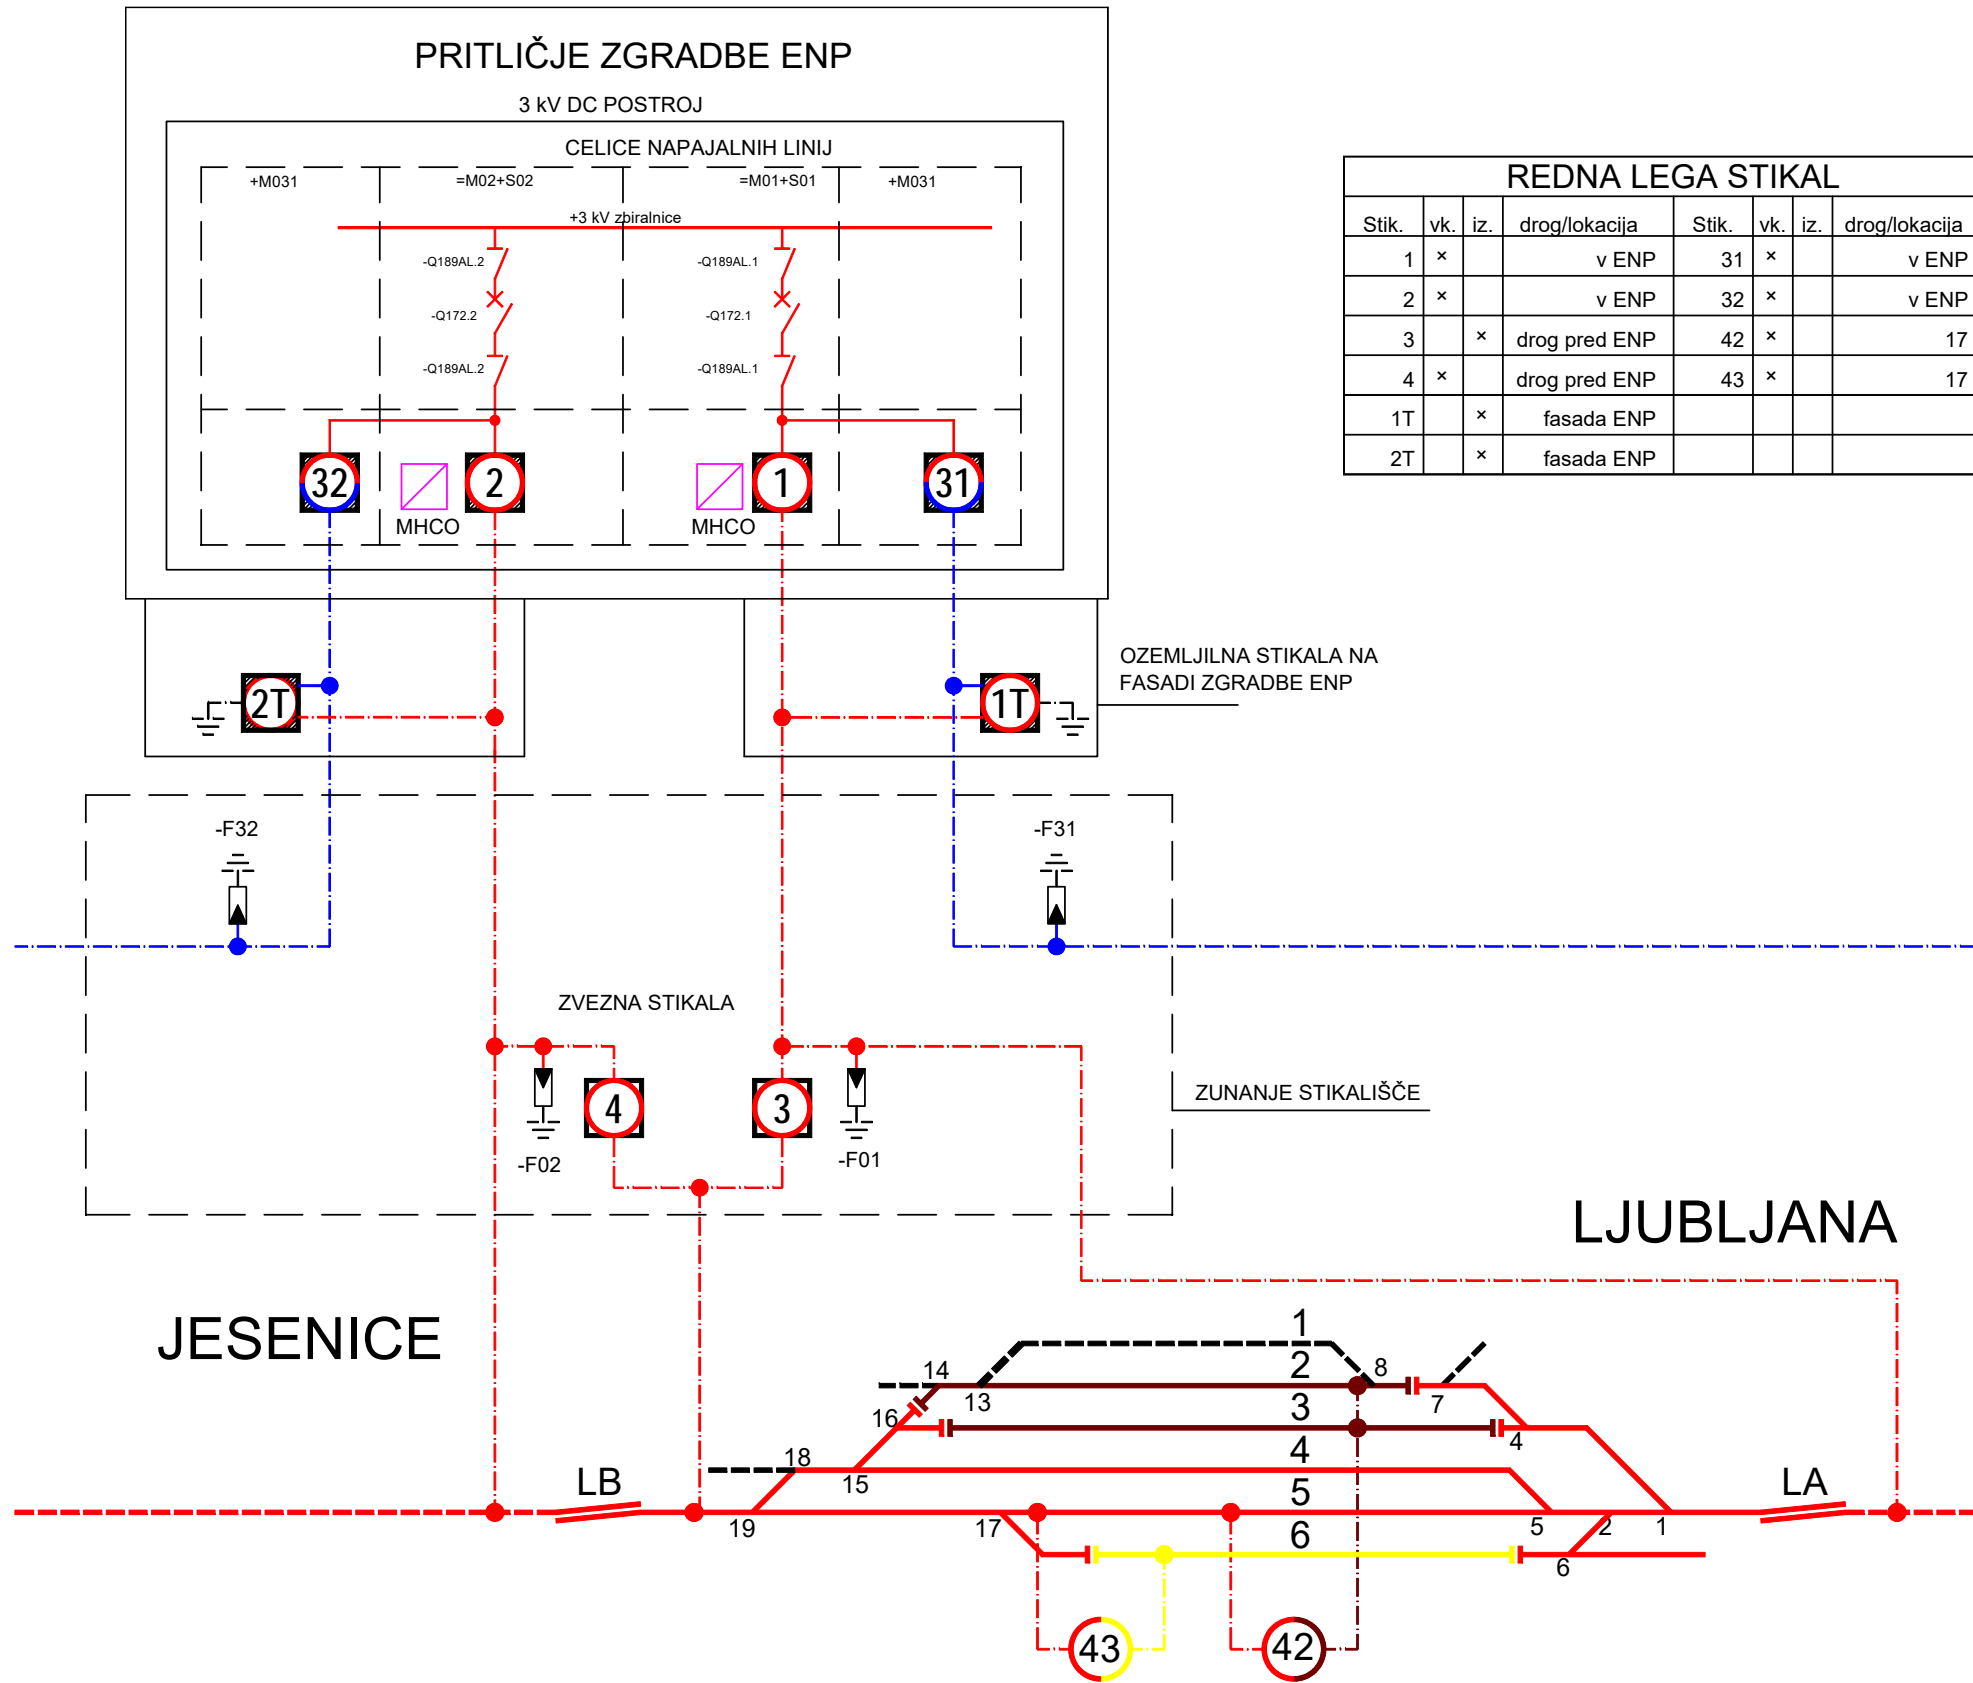 PRITLIČJE ZGRADBE ENP
3 kV DC POSTROJ
CELICE NAPAJALNIH LINIJ
+M031 =M02+S02 =M01+S01 +M031
+3 kV zbiralnice
-Q189AL.2 -Q189AL.1
-Q172.2 -Q172.1
-Q189AL.2 -Q189AL.1
32 2 1 31
MHCO MHCO
REDNA LEGA STIKAL
Stik. vk. iz. drog/lokacija Stik. vk. iz. drog/lokacija
1 × v ENP 31 × v ENP
2 × v ENP 32 × v ENP
3 × drog pred ENP 42 × 17
4 × drog pred ENP 43 × 17
1T × fasada ENP
2T × fasada ENP
2T 1T
OZEMLJILNA STIKALA NA
FASADI ZGRADBE ENP
-F32 -F31
ZVEZNA STIKALA
4 3
-F02 -F01
ZUNANJE STIKALIŠČE
LJUBLJANA
JESENICE
1
14 2 8
13 3 7
16 4 4
18 15 5
LB LA
19 17 6 5 2 1
6
43 42